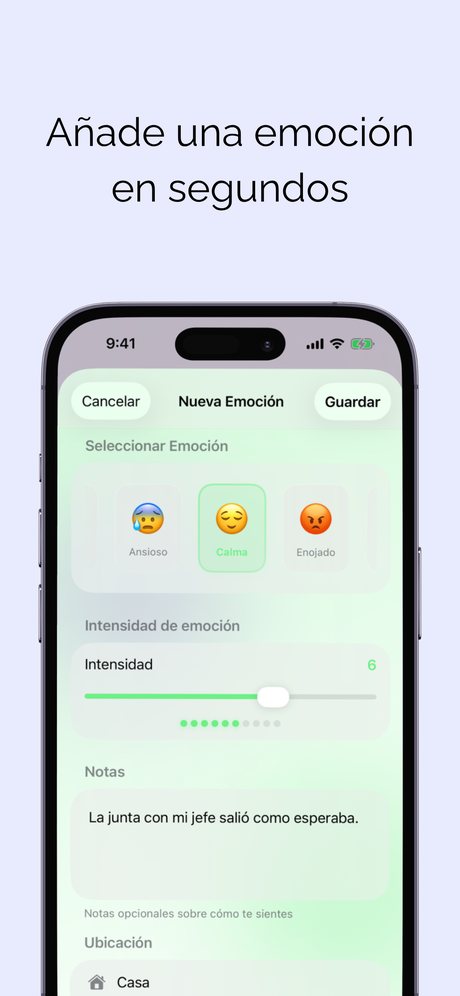 Añade una emoción
en segundos
9:41
Cancelar
Nueva Emoción
Guardar
Seleccionar Emoción
Ansioso
Calma
Enojado
Intensidad de emoción
Intensidad
6
Notas
La junta con mi jefe salió como esperaba.
Notas opcionales sobre cómo te sientes
Ubicación
Casa